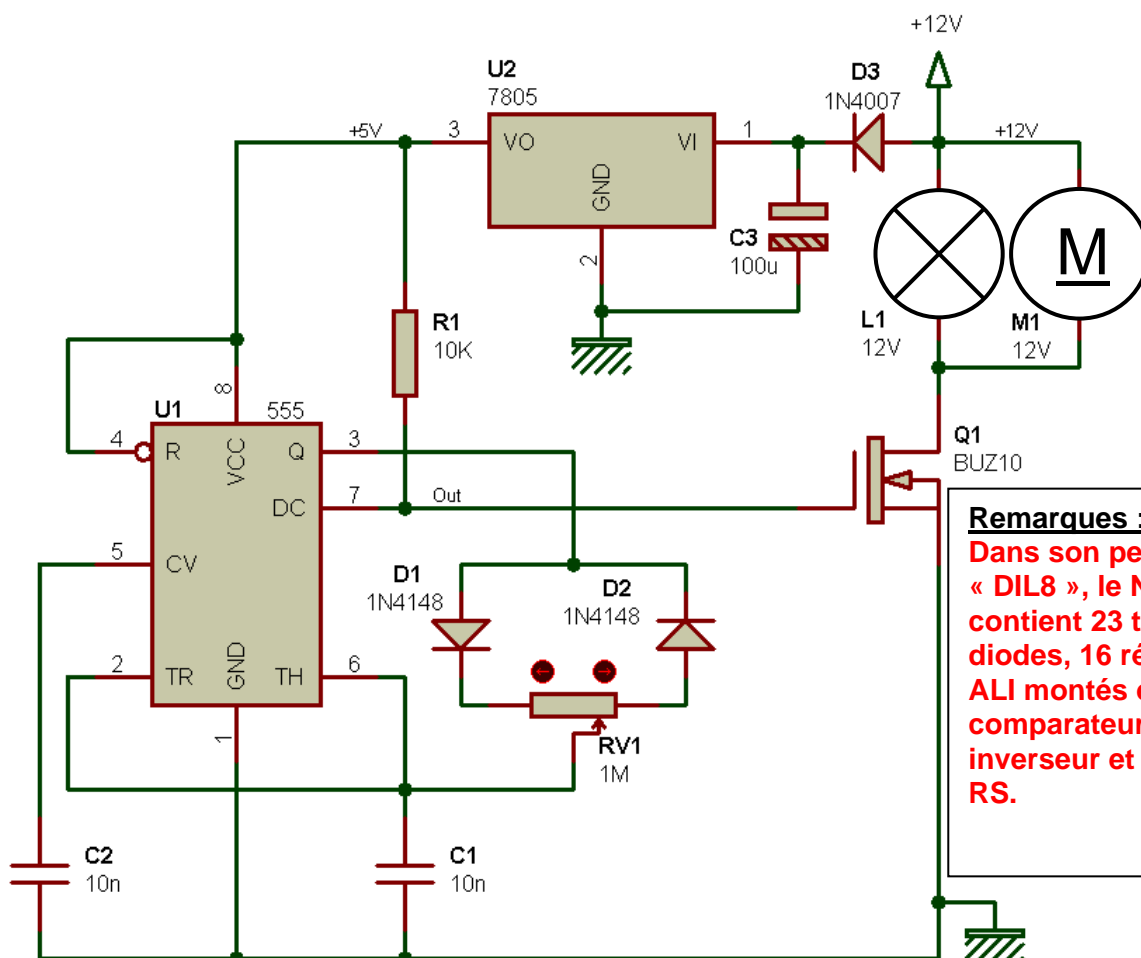 +12V
U2
7805
D3
1N4007
+5V
3
VO
VI
1
+12V
GND
2
C3
100u
M
R1
10K
L1
12V
M1
12V
8
U1
555
4
R
VCC
Q
3
Q1
BUZ10
DC
7
Out
5
CV
D1
1N4148
D2
1N4148
2
TR
GND
TH
6
1
RV1
1M
C2
10n
C1
10n
Remarques :
Dans son pe
« DIL8 », le N
contient 23 t
diodes, 16 ré
ALI montés
comparateur
inverseur et
RS.